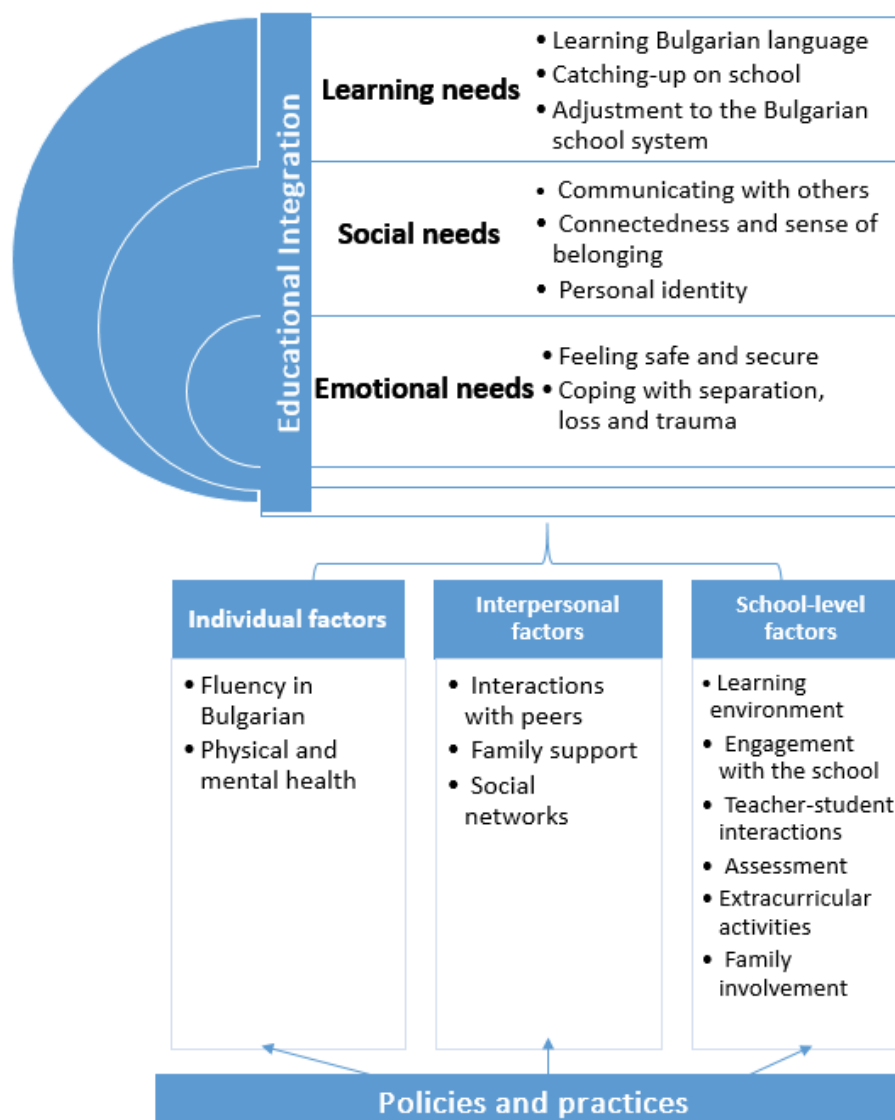 Educational Integration
Learning needs
• Learning Bulgarian language
• Catching-up on school
• Adjustment to the Bulgarian
school system
Social needs
• Communicating with others
• Connectedness and sense of
belonging
• Personal identity
Emotional needs
• Feeling safe and secure
• Coping with separation,
loss and trauma
Individual factors
• Fluency in
Bulgarian
• Physical and
mental health
Interpersonal
factors
• Interactions
with peers
• Family support
• Social
networks
School-level
factors
• Learning
environment
• Engagement
with the school
• Teacher-student
interactions
• Assessment
• Extracurricular
activities
• Family
involvement
Policies and practices